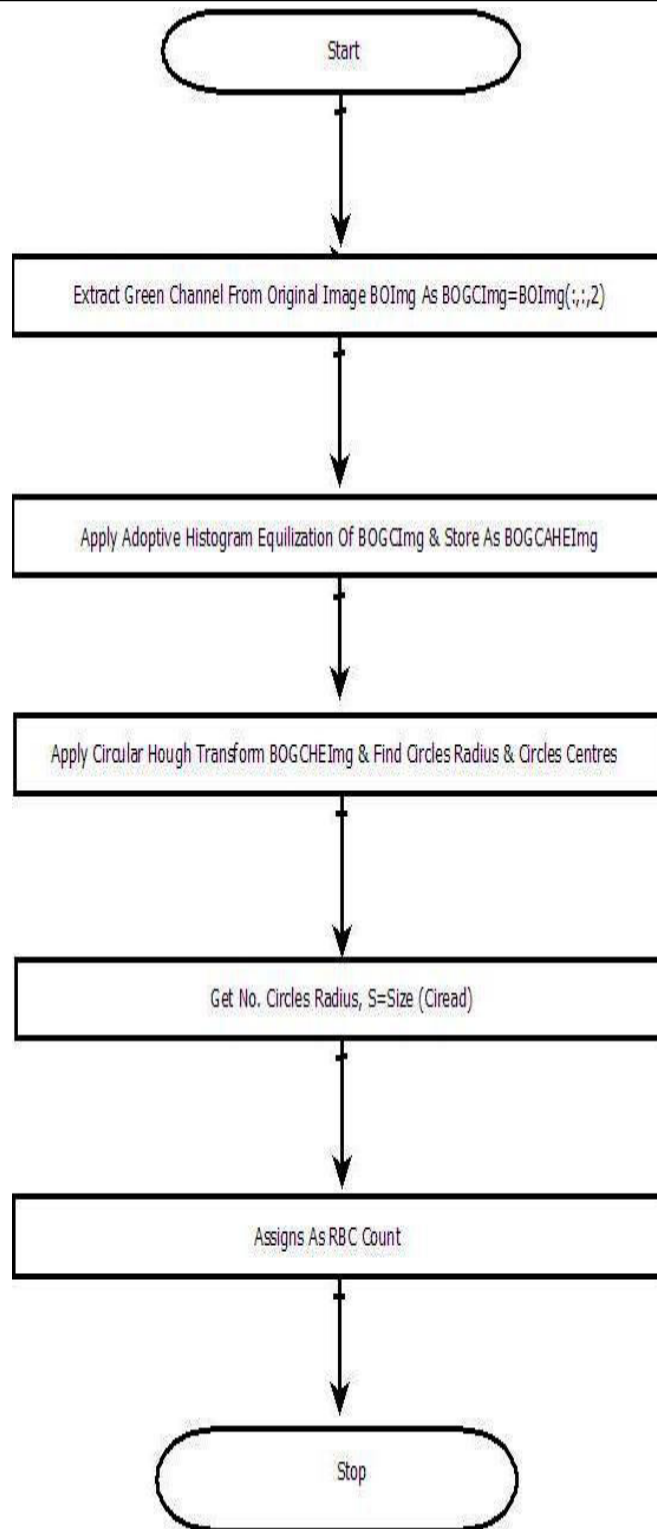 Start
Extract Green Channel From Original Image BOImg As BOGCImg=BOImg(:,:,2)
Apply Adoptive Histogram Equilization Of BOGCImg & Store As BOGCAHEImg
Apply Circular Hough Transform BOGCHEImg & Find Circles Radius & Circles Centres
Get No. Circles Radius, S=Size (Ciread)
Assigns As RBC Count
Stop